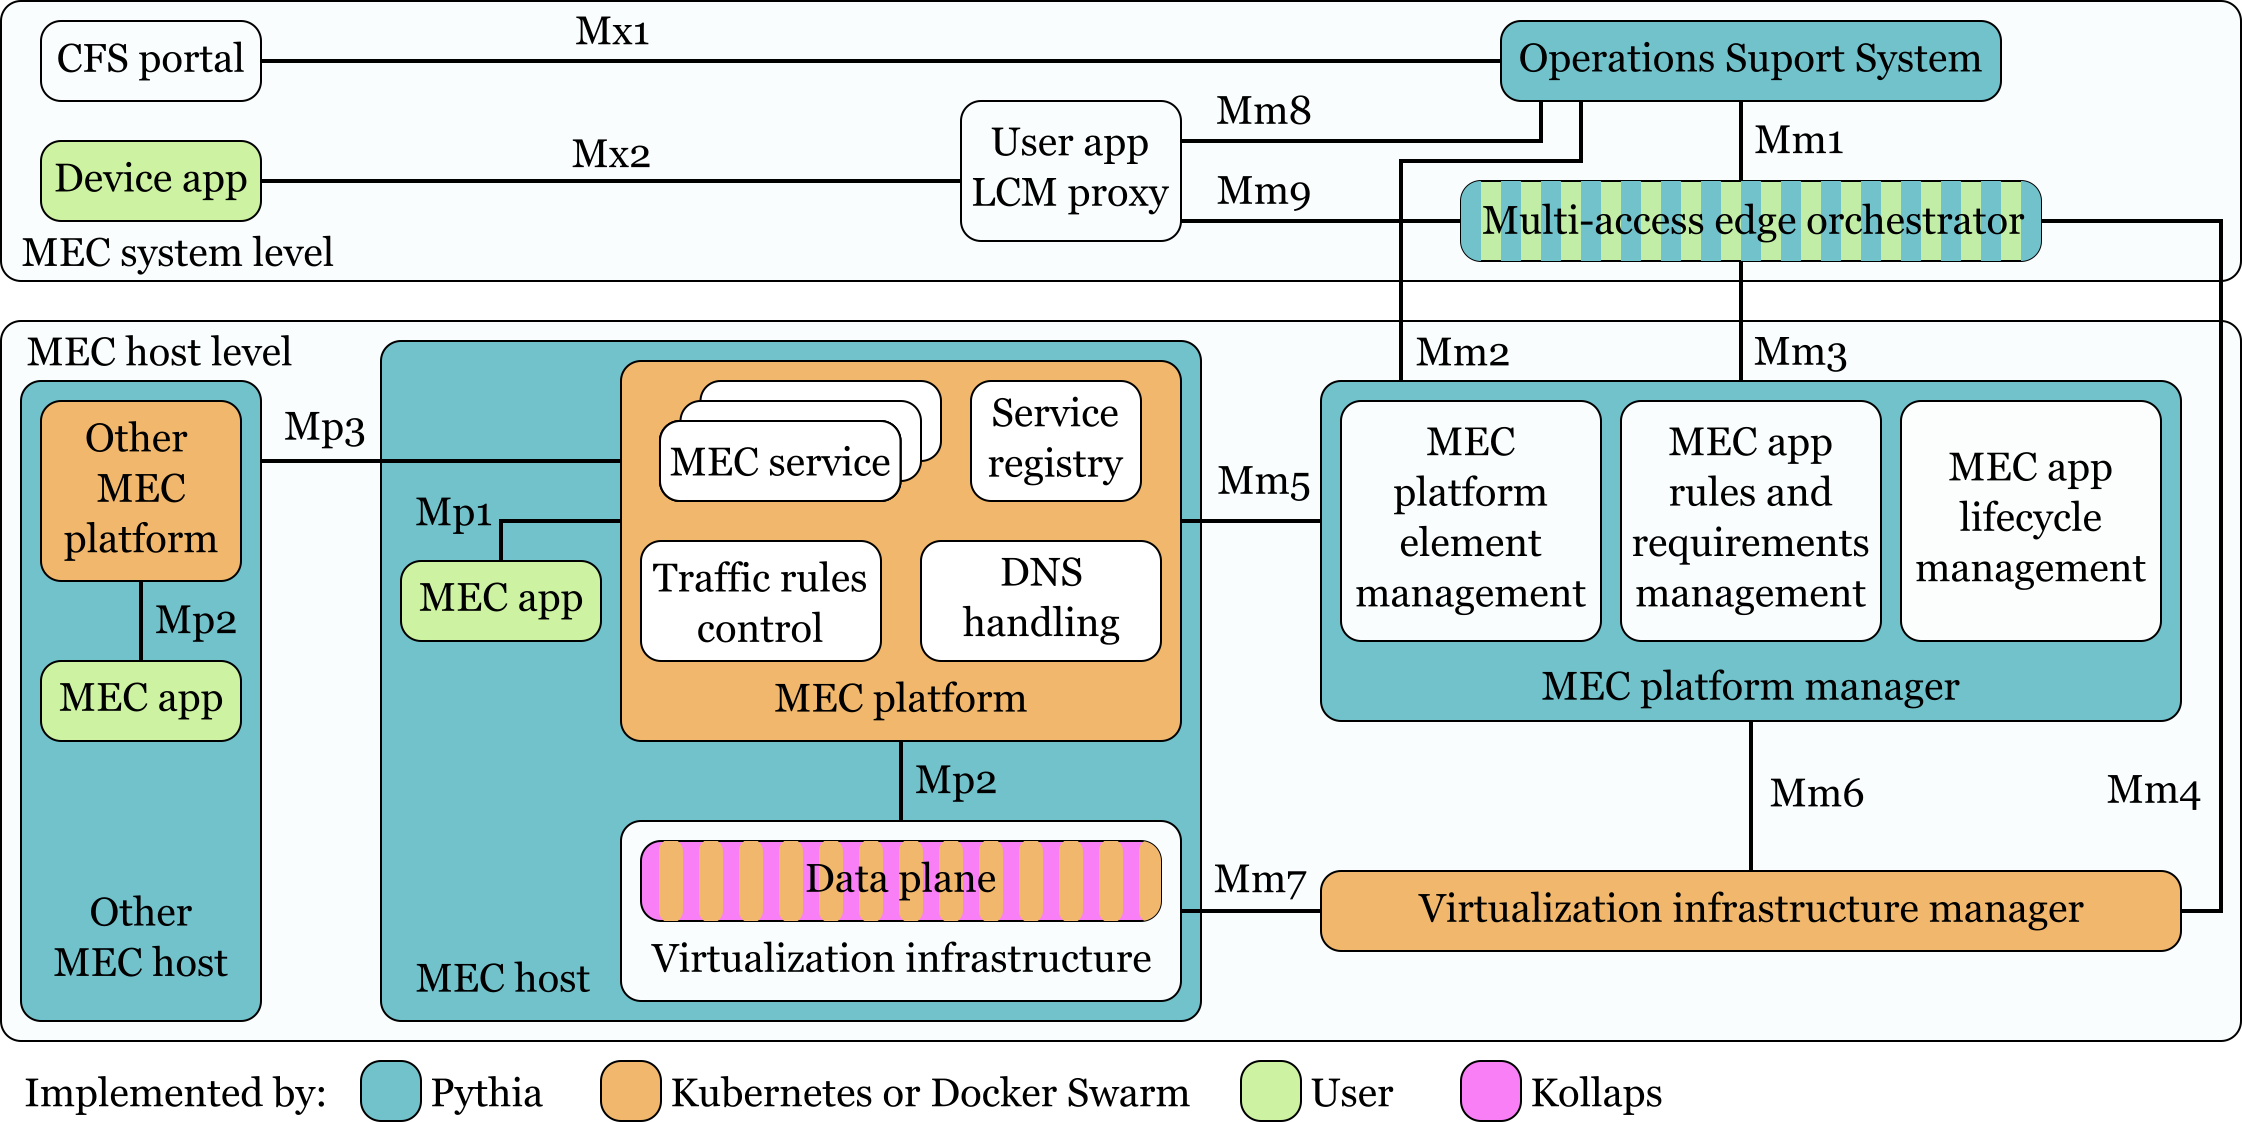 CFS portal
Mx1
Operations Suport System
Device app
Mx2
User app
LCM proxy
Mm8
Mm9
Mm1
Multi-access edge orchestrator
MEC system level
MEC host level
Mm2
Mm3
Other
MEC
platform
Mp3
Mp2
MEC app
Other
MEC host
Mp1
MEC app
MEC host
MEC service
Service
registry
Traffic rules
control
DNS
handling
MEC platform
Mp2
Data plane
Virtualization infrastructure
Mm5
MEC
platform
element
management
MEC app
rules and
requirements
management
MEC app
lifecycle
management
MEC platform manager
Mm6
Mm4
Mm7
Virtualization infrastructure manager
Implemented by:
Pythia
Kubernetes or Docker Swarm
User
Kollaps